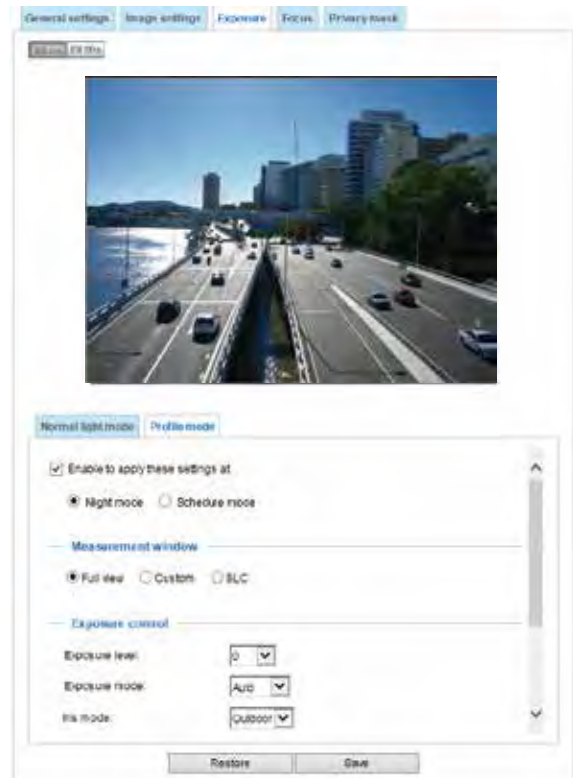 General settings Image settings Exposure Focus Privacy mask
Normal light mode Profile mode
Enable to apply these settings at
Night mode Schedule mode
Measurement window
Full view Custom BLC
Exposure control
Exposure level: 0
Exposure mode: Auto
Iris mode: Outdoor
Restore Save